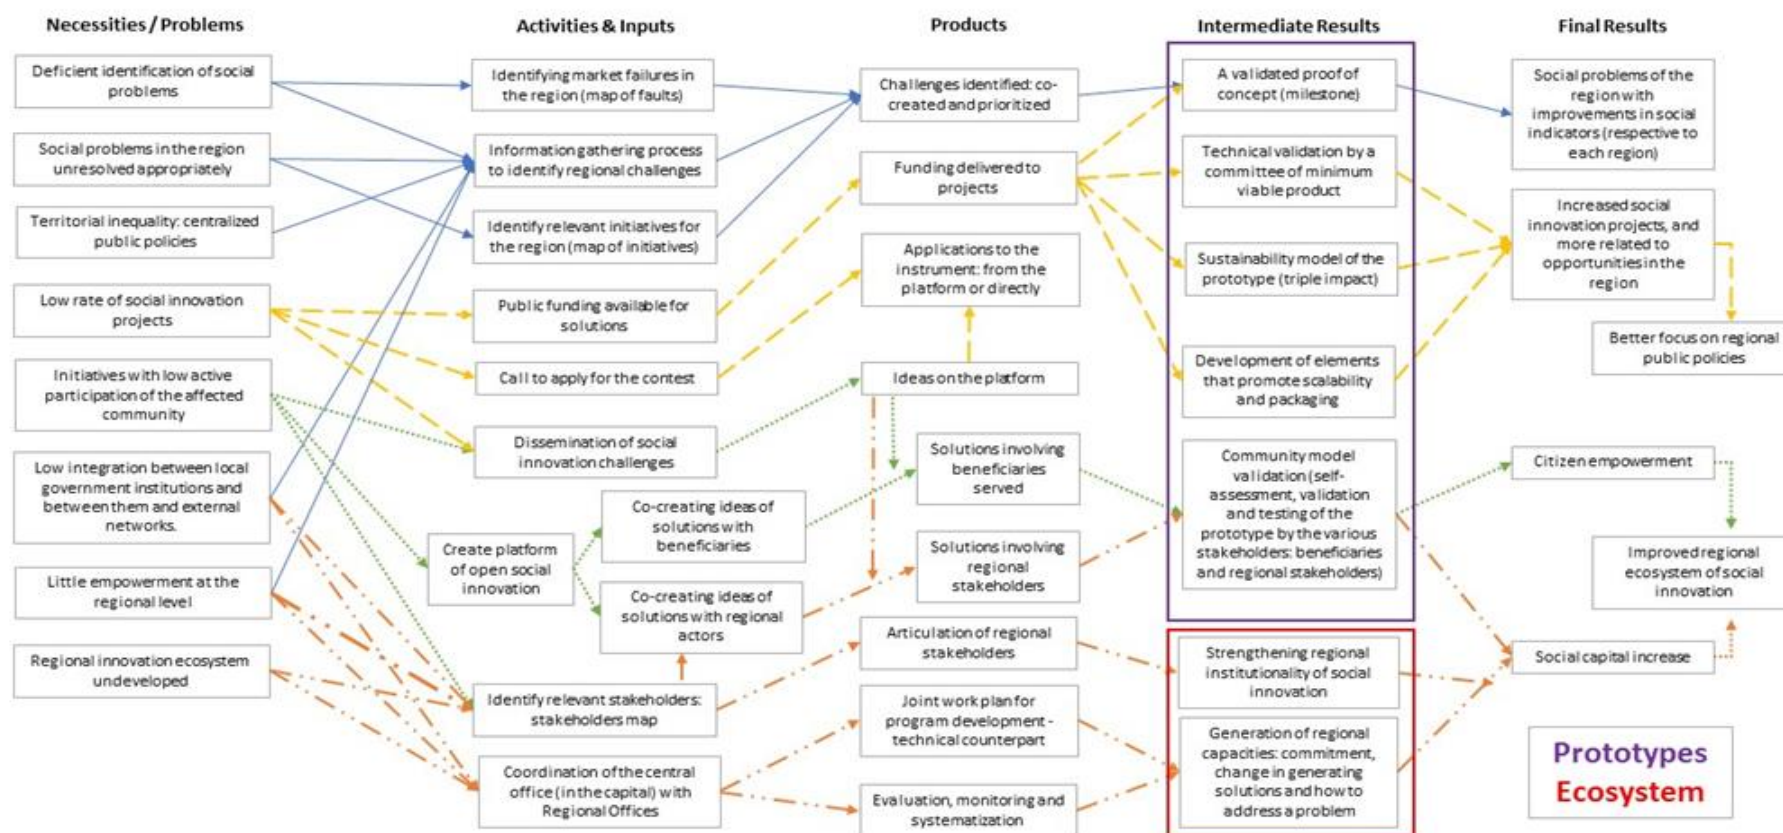 Necessities / Problems
Activities & Inputs
Products
Intermediate Results
Final Results
Deficient identification of social
problems
Social problems in the region
unresolved appropriately
Territorial inequality: centralized
public policies
Low rate of social innovation
projects
Initiatives with low active
participation of the affected
community
Low integration between local
government institutions and
between them and external
networks.
Little empowerment at the
regional level
Regional innovation ecosystem
undeveloped
Identifying market failures in
the region (map of faults)
Information gathering process
to identify regional challenges
Identify relevant initiatives for
the region (map of initiatives)
Public funding available for
solutions
Call to apply for the contest
Dissemination of social
innovation challenges
Create platform
of open social
innovation
Co-creating ideas of
solutions with
beneficiaries
Co-creating ideas of
solutions with regional
actors
Identify relevant stakeholders:
stakeholders map
Coordination of the central
office (in the capital) with
Regional Offices
Challenges identified: co-
created and prioritized
Funding delivered to
projects
Applications to the
instrument: from the
platform or directly
Ideas on the platform
Solutions involving
beneficiaries
served
Solutions involving
regional
stakeholders
Articulation of regional
stakeholders
Joint work plan for
program development -
technical counterpart
Evaluation, monitoring and
systematization
A validated proof of
concept (milestone)
Technical validation by a
committee of minimum
viable product
Sustainability model of the
prototype (triple impact)
Development of elements
that promote scalability
and packaging
Community model
validation (self-
assessment, validation
and testing of the
prototype by the various
stakeholders: beneficiaries
and regional stakeholders)
Strengthening regional
institutionality of social
innovation
Generation of regional
capacities: commitment,
change in generating
solutions and how to
address a problem
Social problems of the
region with
improvements in social
indicators (respective to
each region)
Increased social
innovation projects, and
more related to
opportunities in the
region
Better focus on regional
public policies
Citizen empowerment
Improved regional
ecosystem of social
innovation
Social capital increase
Prototypes
Ecosystem